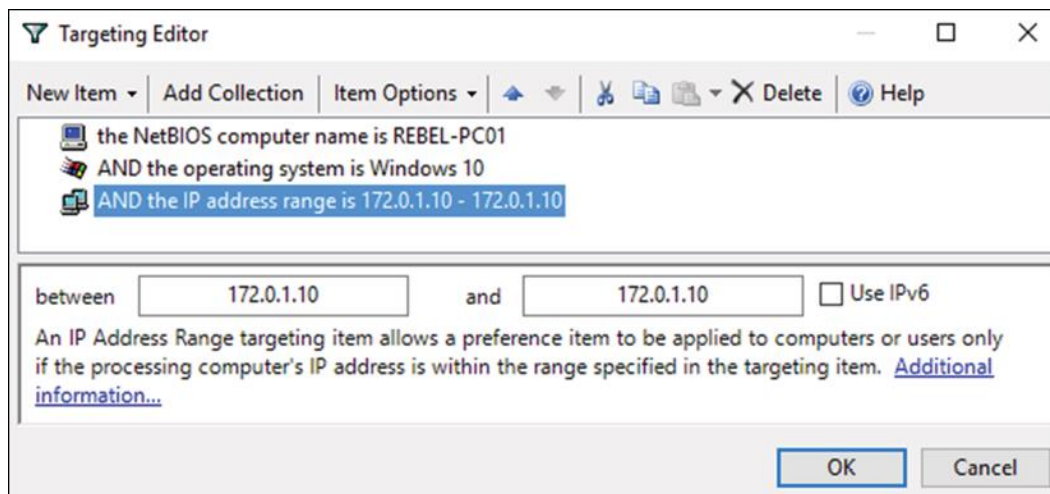 Targeting Editor
New Item Add Collection Item Options Delete Help
the NetBIOS computer name is REBEL-PC01
AND the operating system is Windows 10
AND the IP address range is 172.0.1.10 - 172.0.1.10
between 172.0.1.10 and 172.0.1.10 Use IPv6
An IP Address Range targeting item allows a preference item to be applied to computers or users only
if the processing computer's IP address is within the range specified in the targeting item. Additional
information...
OK Cancel